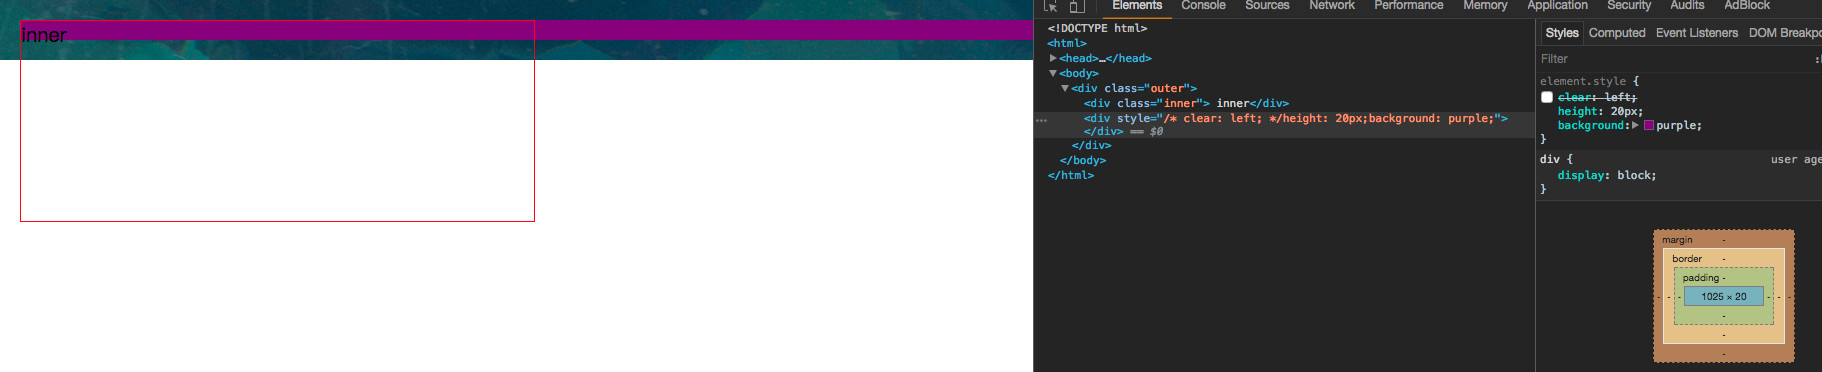 inner
Elements Console Sources Network Performance Memory Application Security Audits AdBlock
<!DOCTYPE html>
<html>
▶<head>…</head>
▼<body>
▼<div class="outer">
<div class="inner"> inner</div>
… <div style="/* clear: left; */height: 20px;background: purple;">
</div> == $0
</div>
</body>
</html>
Styles Computed Event Listeners DOM Breakpo
Filter :
element.style {
clear: left;
height: 20px;
background:▶ purple;
}
div { user age
display: block;
}
margin -
border -
padding -
- - - 1025 × 20 - - -
-
-
-